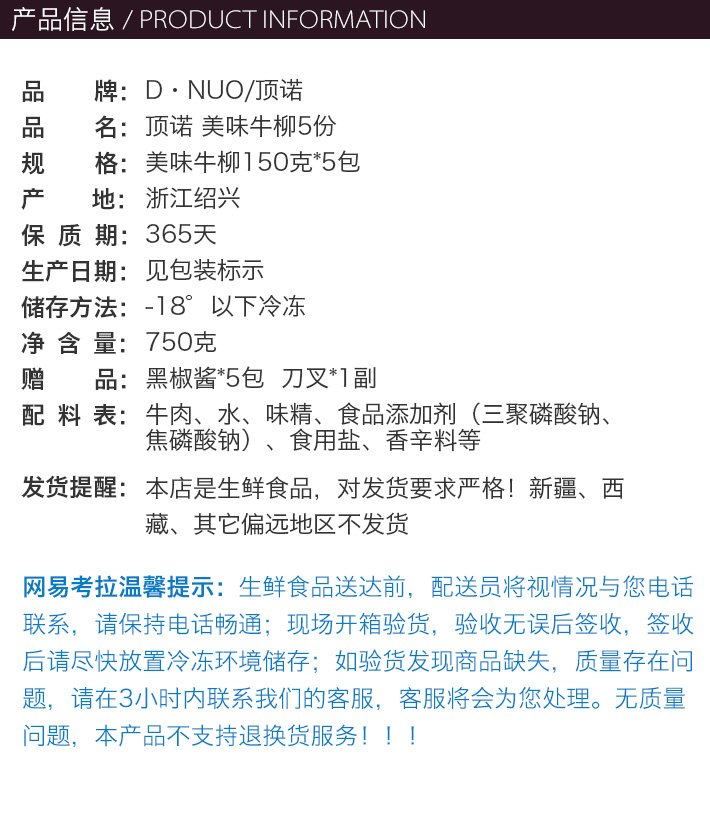 产品信息 / PRODUCT INFORMATION
品 牌：D·NUO/顶诺
品 名：顶诺 美味牛柳5份
规 格：美味牛柳150克*5包
产 地：浙江绍兴
保 质 期：365天
生产日期：见包装标示
储存方法：-18° 以下冷冻
净 含 量：750克
赠 品：黑椒酱*5包 刀叉*1副
配 料 表：牛肉、水、味精、食品添加剂（三聚磷酸钠、
焦磷酸钠）、食用盐、香辛料等
发货提醒：本店是生鲜食品，对发货要求严格！新疆、西
藏、其它偏远地区不发货
网易考拉温馨提示：生鲜食品送达前，配送员将视情况与您电话
联系，请保持电话畅通；现场开箱验货，验收无误后签收，签收
后请尽快放置冷冻环境储存；如验货发现商品缺失，质量存在问
题，请在3小时内联系我们的客服，客服将会为您处理。无质量
问题，本产品不支持退换货服务！！！